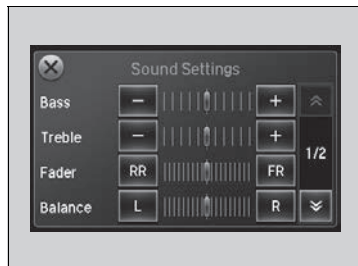 Sound Settings
Bass - +
Treble - +
1/2
Fader RR FR
Balance L R